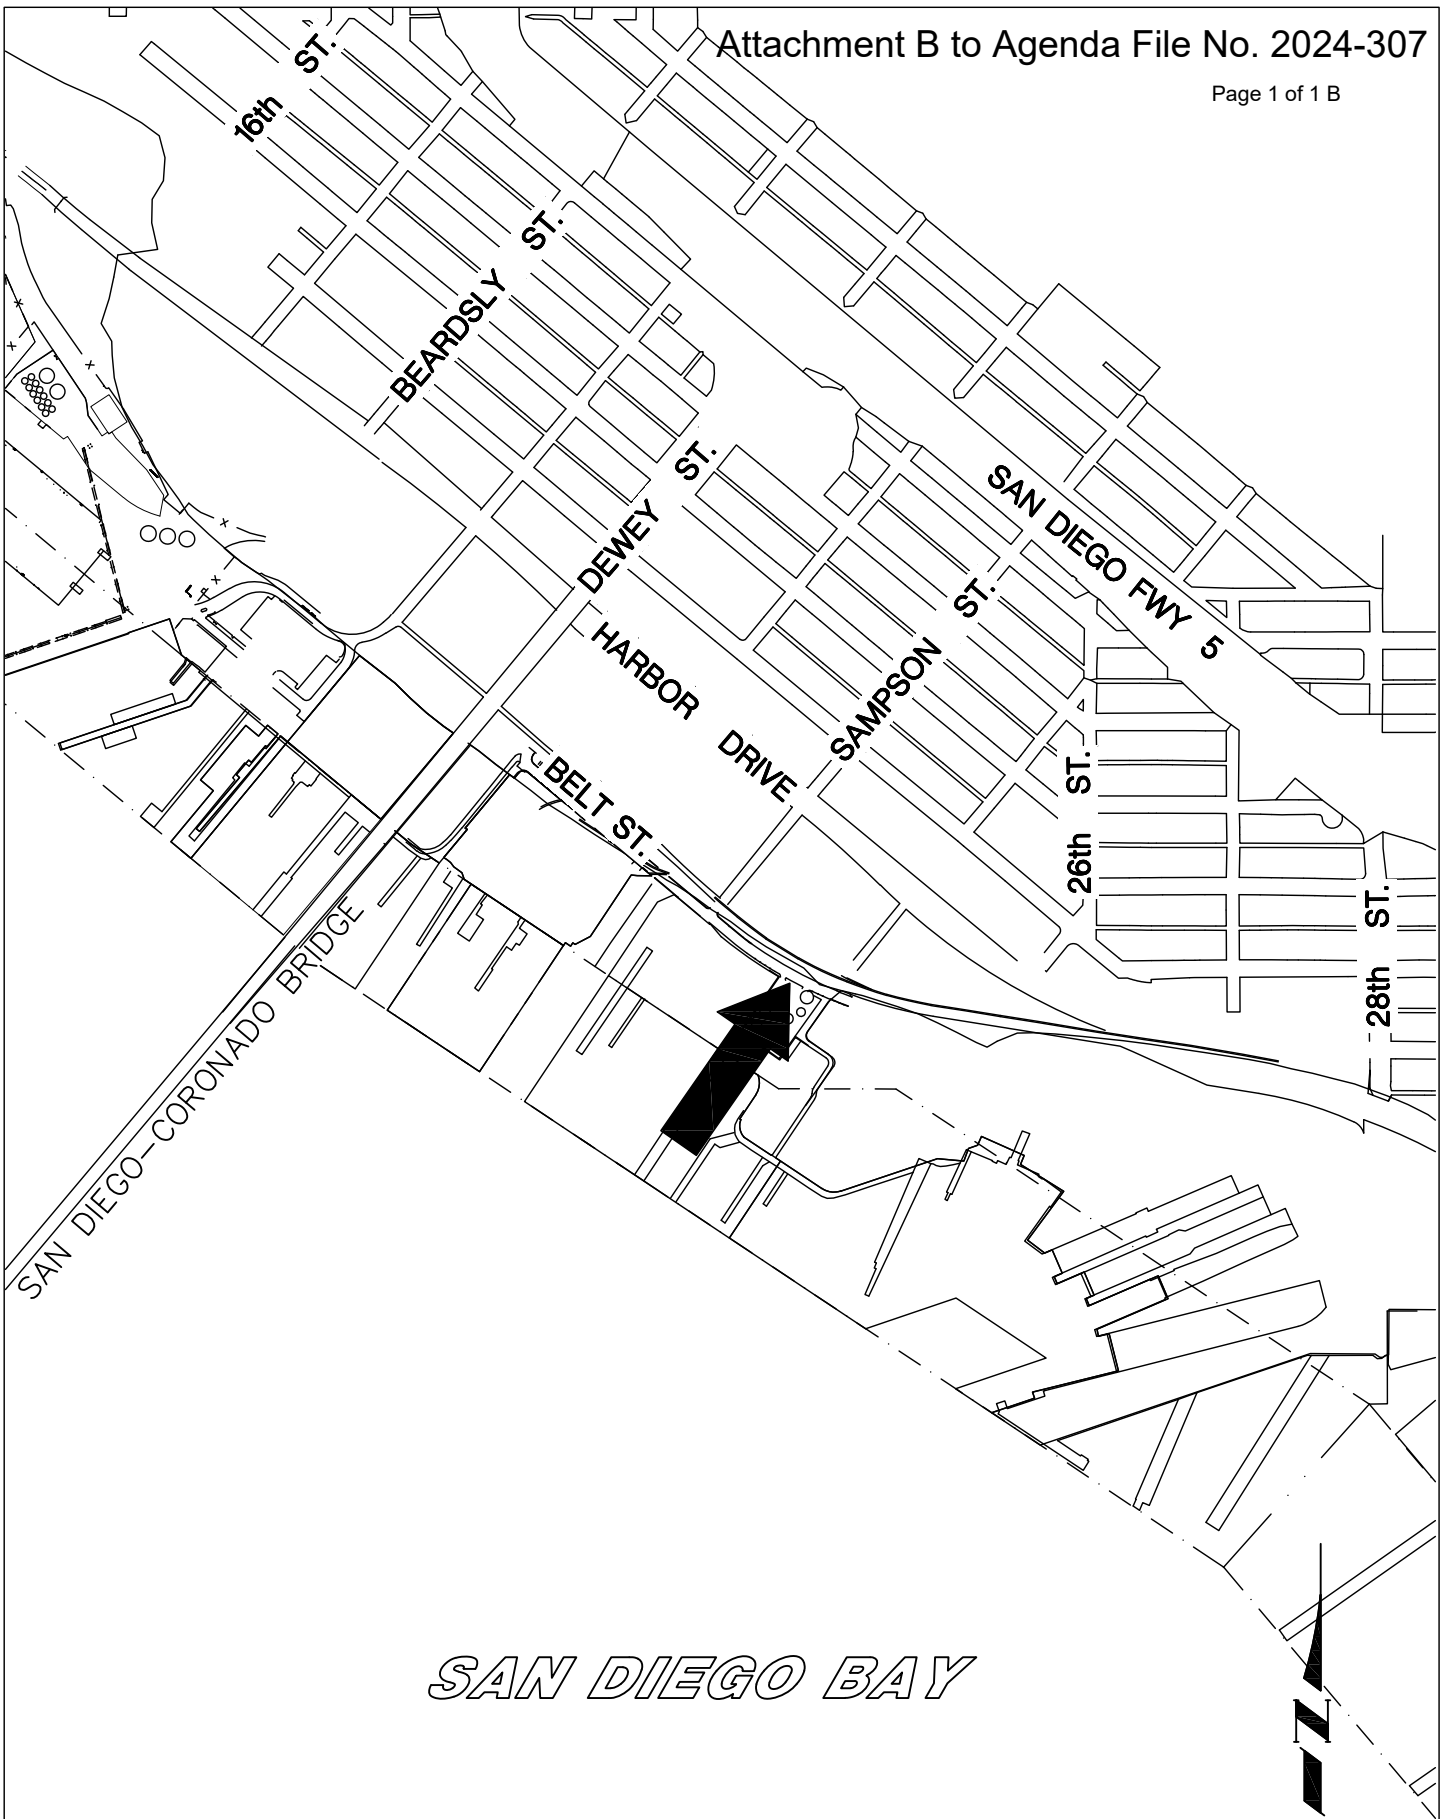 Attachment B to Agenda File No. 2024-307
Page 1 of 1 B
16th ST.
BEARDSLY ST.
DEWEY ST.
SAN DIEGO FWY 5
SAMPSON ST.
HARBOR DRIVE
BELT ST.
26th ST.
28th ST.
SAN DIEGO-CORONADO BRIDGE
SAN DIEGO BAY
N